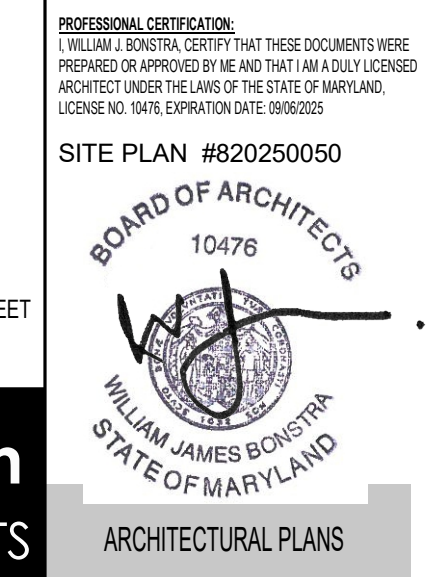 PROFESSIONAL CERTIFICATION:
I, WILLIAM J. BONSTRA, CERTIFY THAT THESE DOCUMENTS WERE
PREPARED OR APPROVED BY ME AND THAT I AM A DULY LICENSED
ARCHITECT UNDER THE LAWS OF THE STATE OF MARYLAND,
LICENSE NO. 10476, EXPIRATION DATE: 09/06/2025
SITE PLAN #820250050
BOARD OF ARCHITECTS
10476
WILLIAM JAMES BONSTRA
STATE OF MARYLAND
EET
n
TS
ARCHITECTURAL PLANS